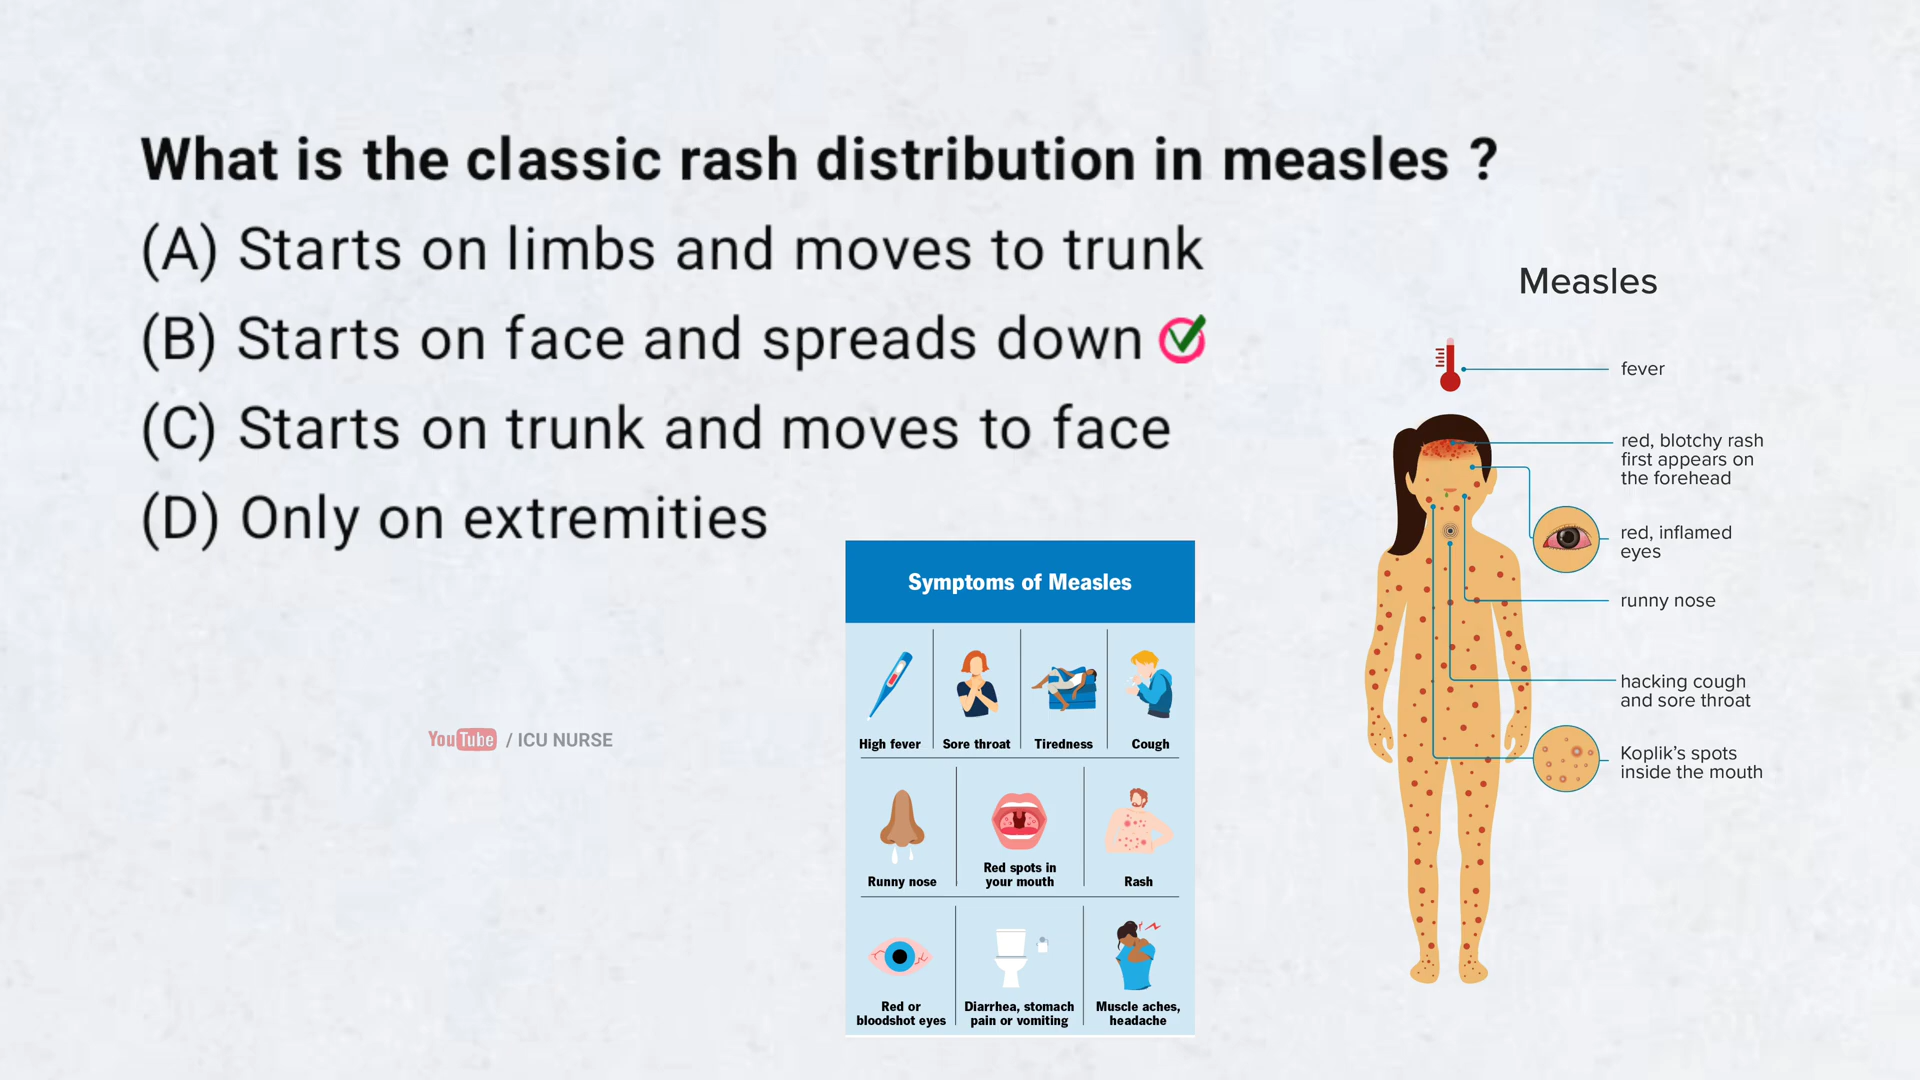 What is the classic rash distribution in measles ?
(A) Starts on limbs and moves to trunk
(B) Starts on face and spreads down
(C) Starts on trunk and moves to face
(D) Only on extremities
YouTube / ICU NURSE
Symptoms of Measles
High fever
Sore throat
Tiredness
Cough
Runny nose
Red spots in
your mouth
Rash
Red or
bloodshot eyes
Diarrhea, stomach
pain or vomiting
Muscle aches,
headache
Measles
fever
red, blotchy rash
first appears on
the forehead
red, inflamed
eyes
runny nose
hacking cough
and sore throat
Koplik's spots
inside the mouth